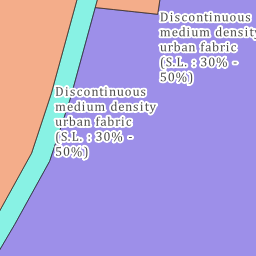 Discontinuous
medium density
urban fabric
(S.L. : 30% -
50%)
Discontinuous
medium density
urban fabric
(S.L. : 30% -
50%)